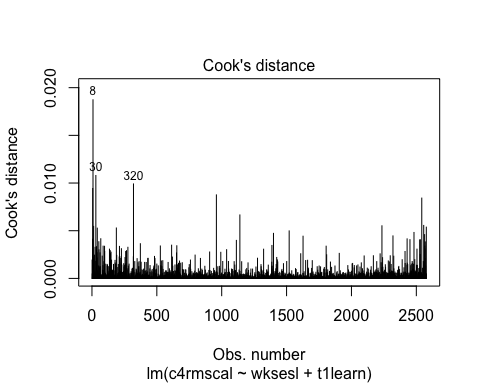 Cook's distance
0.020
8
30
320
0.010
Cook's distance
0.000
0 500 1000 1500 2000 2500
Obs. number
lm(c4rmscal ~ wksesl + t1learn)